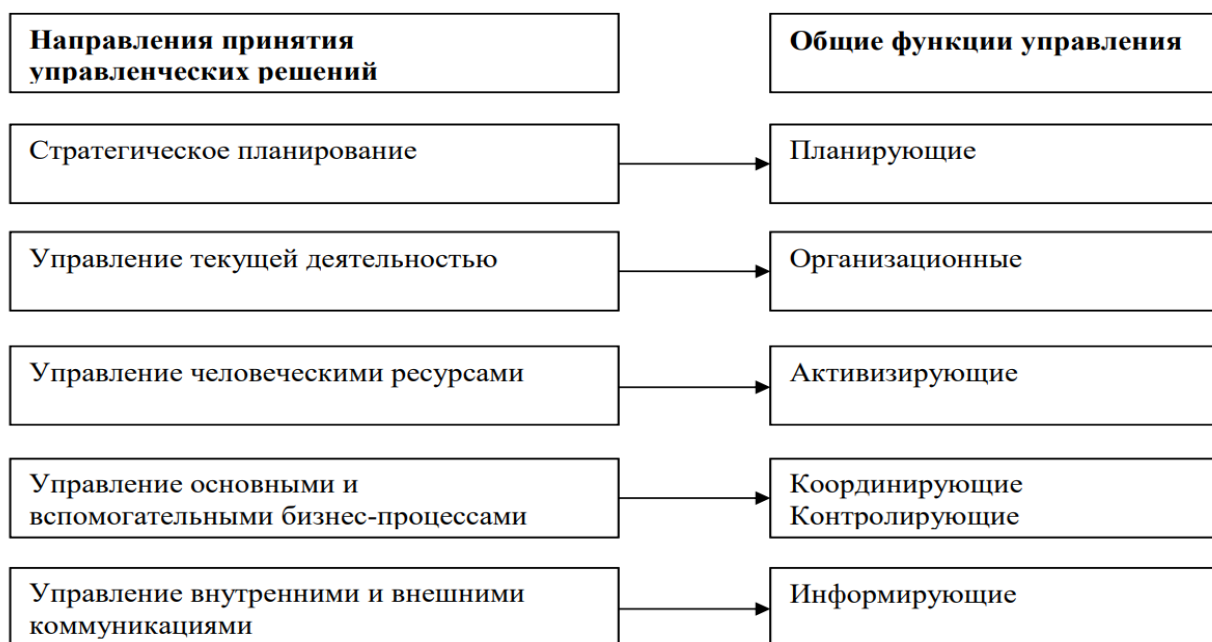 Направления принятия
управленческих решений
Общие функции управления
Стратегическое планирование
Планирующие
Управление текущей деятельностью
Организационные
Управление человеческими ресурсами
Активизирующие
Управление основными и
вспомогательными бизнес-процессами
Координирующие
Контролирующие
Управление внутренними и внешними
коммуникациями
Информирующие